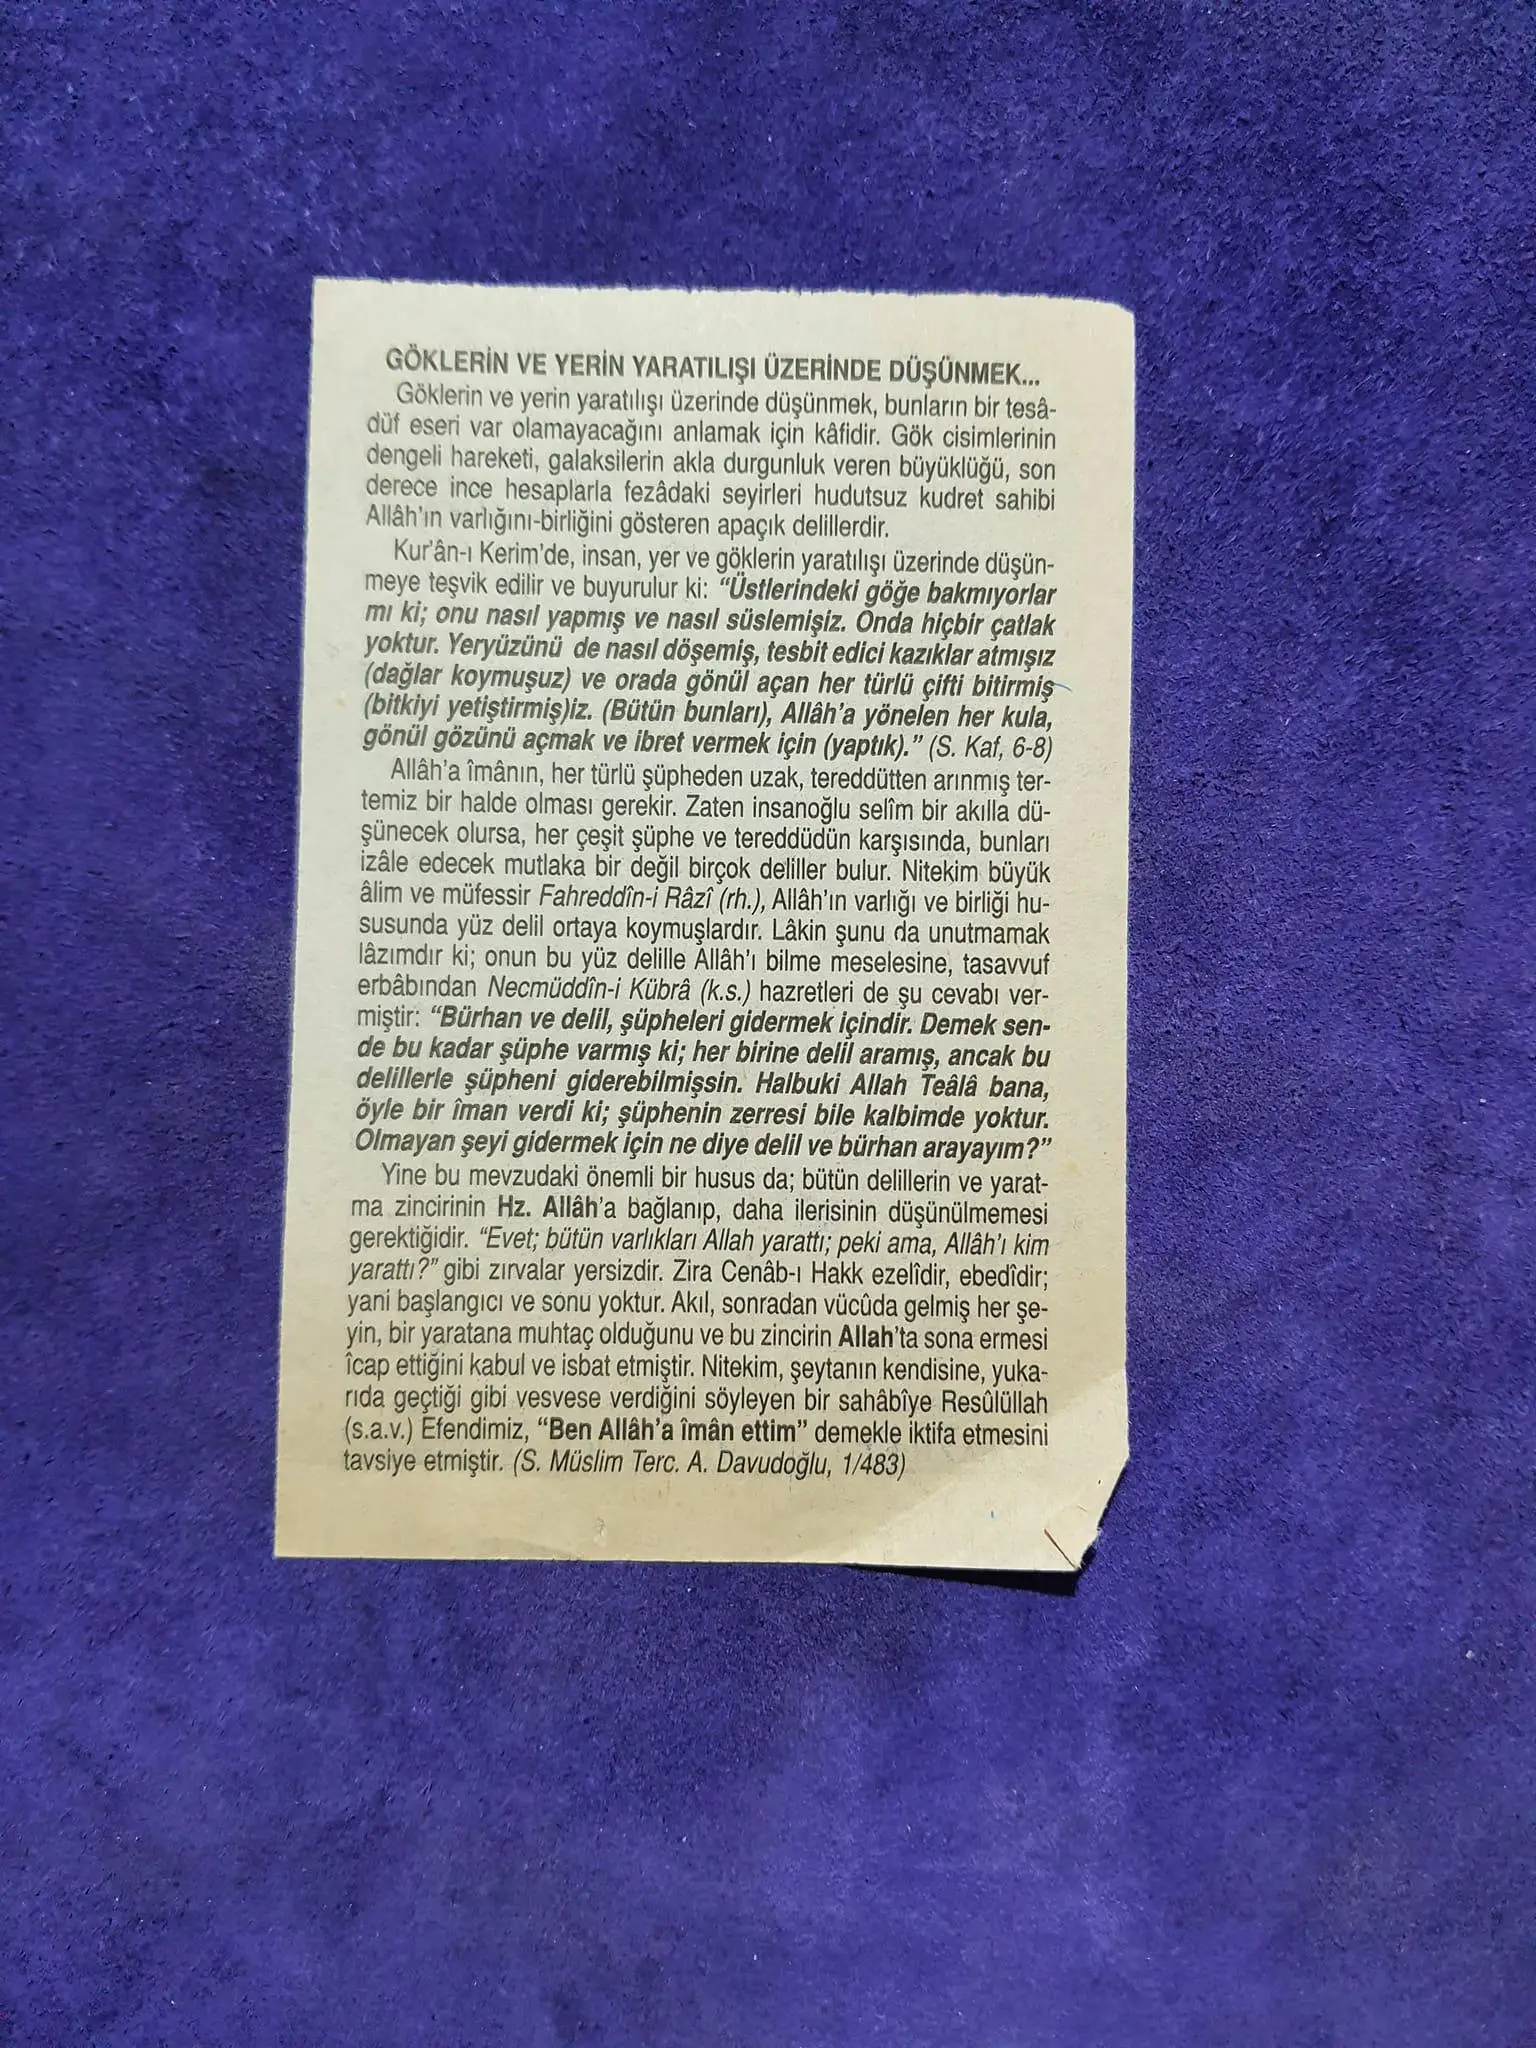 GÖKLERİN VE YERİN YARATILIŞI ÜZERİNDE DÜŞÜNMEK...
Göklerin ve yerin yaratılışı üzerinde düşünmek, bunların bir tesâ-
düf eseri var olamayacağını anlamak için kâfidir. Gök cisimlerinin
dengeli hareketi, galaksilerin akla durgunluk veren büyüklüğü, son
derece ince hesaplarla fezâdaki seyirleri hudutsuz kudret sahibi
Allâh'ın varlığını-birliğini gösteren apaçık delillerdir.
Kur'ân-ı Kerim'de, insan, yer ve göklerin yaratılışı üzerinde düşün-
meye teşvik edilir ve buyurulur ki: "Üstlerindeki göğe bakmıyorlar
mı ki; onu nasıl yapmış ve nasıl süslemişiz. Onda hiçbir çatlak
yoktur. Yeryüzünü de nasıl döşemiş, tesbit edici kazıklar atmışız
(dağlar koymuşuz) ve orada gönül açan her türlü çifti bitirmiş
(bitkiyi yetiştirmiş)iz. (Bütün bunları), Allâh'a yönelen her kula,
gönül gözünü açmak ve ibret vermek için (yaptık)." (S. Kaf, 6-8)
Allâh'a îmânın, her türlü şüpheden uzak, tereddütten arınmış ter-
temiz bir halde olması gerekir. Zaten insanoğlu selîm bir akılla dü-
şünecek olursa, her çeşit şüphe ve tereddüdün karşısında, bunları
izâle edecek mutlaka bir değil birçok deliller bulur. Nitekim büyük
âlim ve müfessir Fahreddîn-i Râzî (rh.), Allâh'ın varlığı ve birliği hu-
susunda yüz delil ortaya koymuşlardır. Lâkin şunu da unutmamak
lâzımdır ki; onun bu yüz delille Allâh'ı bilme meselesine, tasavvuf
erbâbından Necmüddîn-i Kübrâ (k.s.) hazretleri de şu cevabı ver-
miştir: "Bürhan ve delil, şüpheleri gidermek içindir. Demek sen-
de bu kadar şüphe varmış ki; her birine delil aramış, ancak bu
delillerle şüpheni giderebilmişsin. Halbuki Allah Teâlâ bana,
öyle bir îman verdi ki; şüphenin zerresi bile kalbimde yoktur.
Olmayan şeyi gidermek için ne diye delil ve bürhan arayayım?"
Yine bu mevzudaki önemli bir husus da; bütün delillerin ve yarat-
ma zincirinin Hz. Allâh'a bağlanıp, daha ilerisinin düşünülmemesi
gerektiğidir. "Evet; bütün varlıkları Allah yarattı; peki ama, Allâh'ı kim
yarattı?" gibi zırvalar yersizdir. Zira Cenâb-ı Hakk ezelîdir, ebedîdir;
yani başlangıcı ve sonu yoktur. Akıl, sonradan vücûda gelmiş her şe-
yin, bir yaratana muhtaç olduğunu ve bu zincirin Allah'ta sona ermesi
îcap ettiğini kabul ve isbat etmiştir. Nitekim, şeytanın kendisine, yuka-
rıda geçtiği gibi vesvese verdiğini söyleyen bir sahâbîye Resûlüllah
(s.a.v.) Efendimiz, "Ben Allâh'a îmân ettim" demekle iktifa etmesini
tavsiye etmiştir. (S. Müslim Terc. A. Davudoğlu, 1/483)